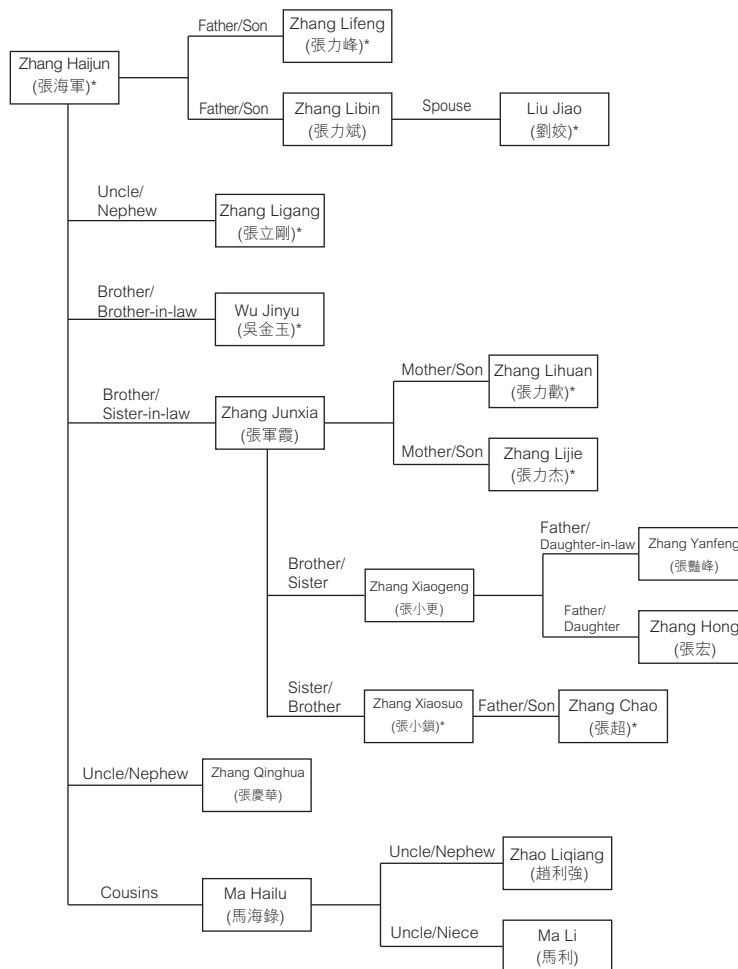 Father/Son
Zhang Lifeng
(張力峰)*
Zhang Haijun
(張海軍)*
Father/Son
Zhang Libin
(張力斌)
Spouse
Liu Jiao
(劉姣)*
Uncle/
Nephew
Zhang Ligang
(張立剛)*
Brother/
Brother-in-law
Wu Jinyu
(吳金玉)*
Mother/Son
Zhang Lihuan
(張力歡)*
Brother/
Sister-in-law
Zhang Junxia
(張軍霞)
Mother/Son
Zhang Lijie
(張力杰)*
Father/
Daughter-in-law
Zhang Yanfeng
(張豔峰)
Brother/
Sister
Zhang Xiaogeng
(張小更)
Father/
Daughter
Zhang Hong
(張宏)
Sister/
Brother
Zhang Xiaosuo
(張小鎖)*
Father/Son
Zhang Chao
(張超)*
Uncle/Nephew
Zhang Qinghua
(張慶華)
Uncle/Nephew
Zhao Liqiang
(趙利強)
Cousins
Ma Hailu
(馬海錄)
Uncle/Niece
Ma Li
(馬利)